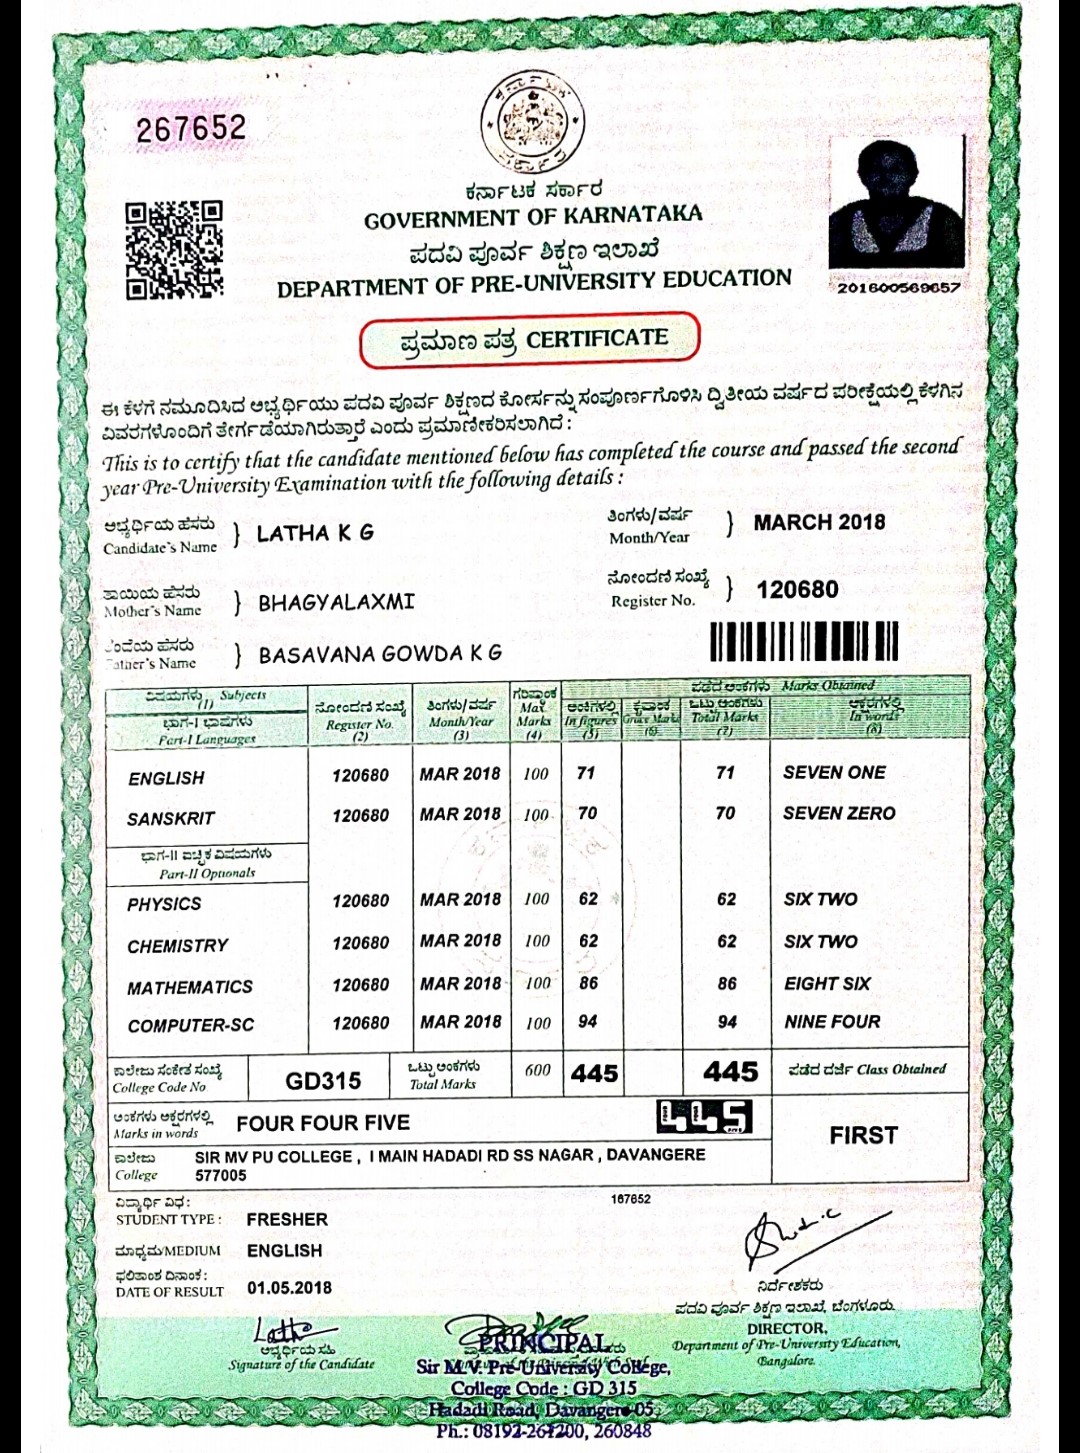 267652
ಕರ್ನಾಟಕ ಸರ್ಕಾರ
GOVERNMENT OF KARNATAKA
ಪದವಿ ಪೂರ್ವ ಶಿಕ್ಷಣ ಇಲಾಖೆ
DEPARTMENT OF PRE-UNIVERSITY EDUCATION
201600569657
ಪ್ರಮಾಣ ಪತ್ರ CERTIFICATE
ಈ ಕೆಳಗೆ ನಮೂದಿಸಿದ ಅಭ್ಯರ್ಥಿಯು ಪದವಿ ಪೂರ್ವ ಶಿಕ್ಷಣದ ಕೋರ್ಸನ್ನು ಸಂಪೂರ್ಣಗೊಳಿಸಿ ದ್ವಿತೀಯ ವರ್ಷದ ಪರೀಕ್ಷೆಯಲ್ಲಿ ಕೆಳಗಿನ
ವಿವರಗಳೊಂದಿಗೆ ತೇರ್ಗಡೆಯಾಗಿರುತ್ತಾರೆ ಎಂದು ಪ್ರಮಾಣೀಕರಿಸಲಾಗಿದೆ :
This is to certify that the candidate mentioned below has completed the course and passed the second
year Pre-University Examination with the following details :
ಅಭ್ಯರ್ಥಿಯ ಹೆಸರು
Candidate's Name } LATHA K G
ತಿಂಗಳು/ವರ್ಷ
Month/Year } MARCH 2018
ತಾಯಿಯ ಹೆಸರು
Mother's Name } BHAGYALAXMI
ನೋಂದಣಿ ಸಂಖ್ಯೆ
Register No. } 120680
ಹೆಸರು
Name } BASAVANA GOWDA K G
ವಿಷಯಗಳು Subjects
(1)
ಭಾಗ-I ಭಾಷೆಗಳು
Part-I Languages
ನೋಂದಣಿ ಸಂಖ್ಯೆ
Register No.
(2)
ತಿಂಗಳು/ವರ್ಷ
Month/Year
(3)
ಗರಿಷ್ಠಾಂಕ
Max.
Marks
(4)
ಪಡೆದ ಅಂಕಗಳು Marks Obtained
ಅಂಕಿಗಳಲ್ಲಿ
In figures
(5)
ಕೃಪಾಂಕ
Grace Marks
(6)
ಒಟ್ಟು ಅಂಕಗಳು
Total Marks
(7)
ಅಕ್ಷರಗಳಲ್ಲಿ
In words
(8)
ENGLISH 120680 MAR 2018 100 71 71 SEVEN ONE
SANSKRIT 120680 MAR 2018 100 70 70 SEVEN ZERO
ಭಾಗ-II ಐಚ್ಛಿಕ ವಿಷಯಗಳು
Part-II Optionals
PHYSICS 120680 MAR 2018 100 62 62 SIX TWO
CHEMISTRY 120680 MAR 2018 100 62 62 SIX TWO
MATHEMATICS 120680 MAR 2018 100 86 86 EIGHT SIX
COMPUTER-SC 120680 MAR 2018 100 94 94 NINE FOUR
ಕಾಲೇಜು ಸಂಕೇತ ಸಂಖ್ಯೆ
College Code No. GD315
ಒಟ್ಟು ಅಂಕಗಳು
Total Marks 600 445 445
ಪಡೆದ ದರ್ಜೆ Class Obtained
ಅಂಕಗಳು ಅಕ್ಷರಗಳಲ್ಲಿ
Marks in words FOUR FOUR FIVE
445
FIRST
ಕಾಲೇಜು
College SIR MV PU COLLEGE , I MAIN HADADI RD SS NAGAR , DAVANGERE
577005
ವಿದ್ಯಾರ್ಥಿ ವಿಧ :
STUDENT TYPE : FRESHER
167652
ಮಾಧ್ಯಮ/MEDIUM ENGLISH
ಫಲಿತಾಂಶ ದಿನಾಂಕ :
DATE OF RESULT 01.05.2018
Latha
ಅಭ್ಯರ್ಥಿಯ ಸಹಿ
Signature of the Candidate
PRINCIPAL
Sir M.V. Pre-University College,
College Code : GD 315
Hadadi Road, Davangere-05
Ph.: 08192-261200, 260848
ನಿರ್ದೇಶಕರು
ಪದವಿ ಪೂರ್ವ ಶಿಕ್ಷಣ ಇಲಾಖೆ, ಬೆಂಗಳೂರು.
DIRECTOR,
Department of Pre-University Education,
Bangalore.